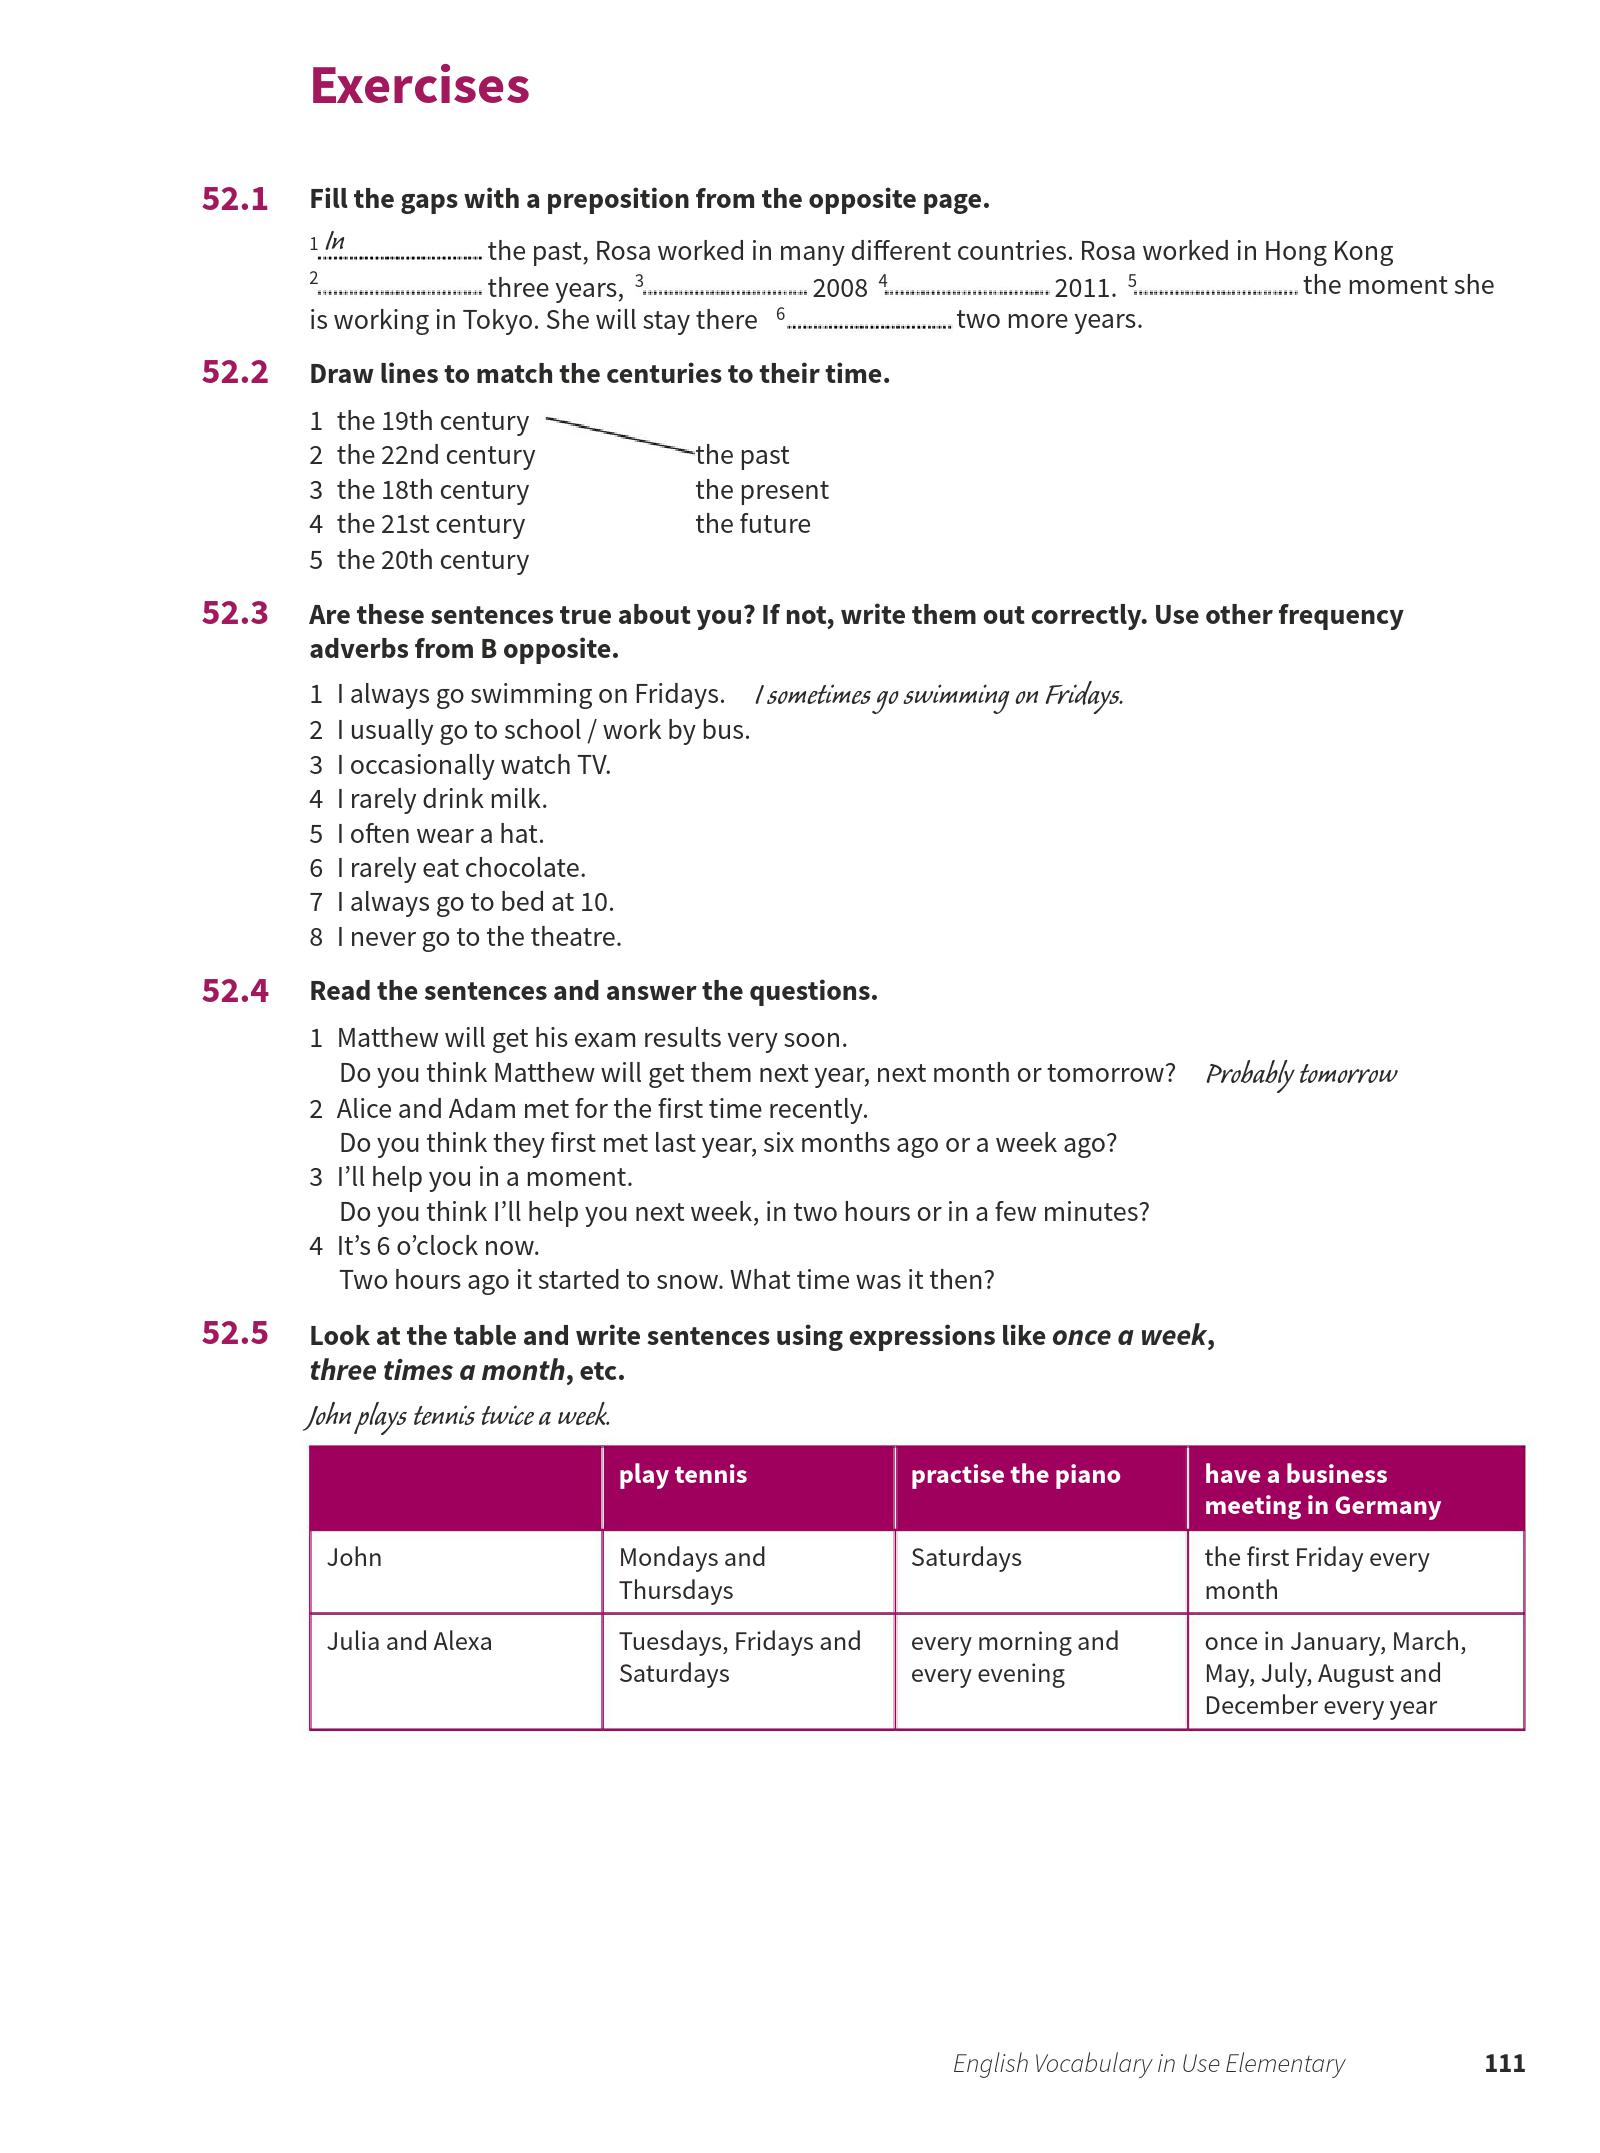 Exercises
52.1 Fill the gaps with a preposition from the opposite page.
1 In the past, Rosa worked in many different countries. Rosa worked in Hong Kong
2 three years, 3 2008 4 2011. 5 the moment she
is working in Tokyo. She will stay there 6 two more years.
52.2 Draw lines to match the centuries to their time.
1 the 19th century
2 the 22nd century the past
3 the 18th century the present
4 the 21st century the future
5 the 20th century
52.3 Are these sentences true about you? If not, write them out correctly. Use other frequency
adverbs from B opposite.
1 I always go swimming on Fridays. I sometimes go swimming on Fridays.
2 I usually go to school / work by bus.
3 I occasionally watch TV.
4 I rarely drink milk.
5 I often wear a hat.
6 I rarely eat chocolate.
7 I always go to bed at 10.
8 I never go to the theatre.
52.4 Read the sentences and answer the questions.
1 Matthew will get his exam results very soon.
Do you think Matthew will get them next year, next month or tomorrow? Probably tomorrow
2 Alice and Adam met for the first time recently.
Do you think they first met last year, six months ago or a week ago?
3 I’ll help you in a moment.
Do you think I’ll help you next week, in two hours or in a few minutes?
4 It’s 6 o’clock now.
Two hours ago it started to snow. What time was it then?
52.5 Look at the table and write sentences using expressions like once a week,
three times a month, etc.
John plays tennis twice a week.
play tennis practise the piano have a business
meeting in Germany
John Mondays and Saturdays the first Friday every
Thursdays month
Julia and Alexa Tuesdays, Fridays and every morning and once in January, March,
Saturdays every evening May, July, August and
December every year
English Vocabulary in Use Elementary 111